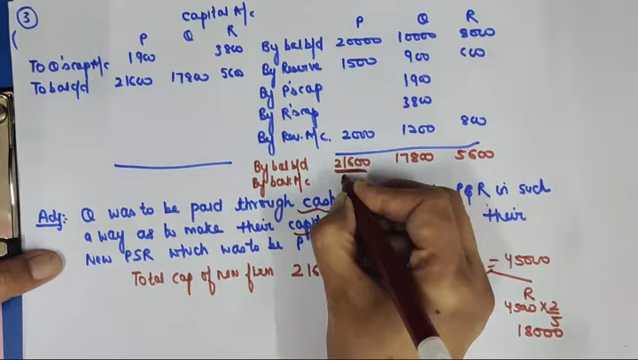 ③ Capital A/c
P Q R P Q R
To Q's cap A/c 1900 3800 By bal b/d 20000 10000 8000
To bal c/d 21600 17800 5600 By Reserve 1500 900 600
By P's cap 1900
By R's cap 3800
By Rev. A/c. 2000 1200 800
By bal b/d 21600 17800 5600
By bank A/c
Adj: Q was to be paid through cash P & R in such
a way as to make their their
New PSR which was to be
Total cap of new firm = 45000
R
45000 × 2/5
18000